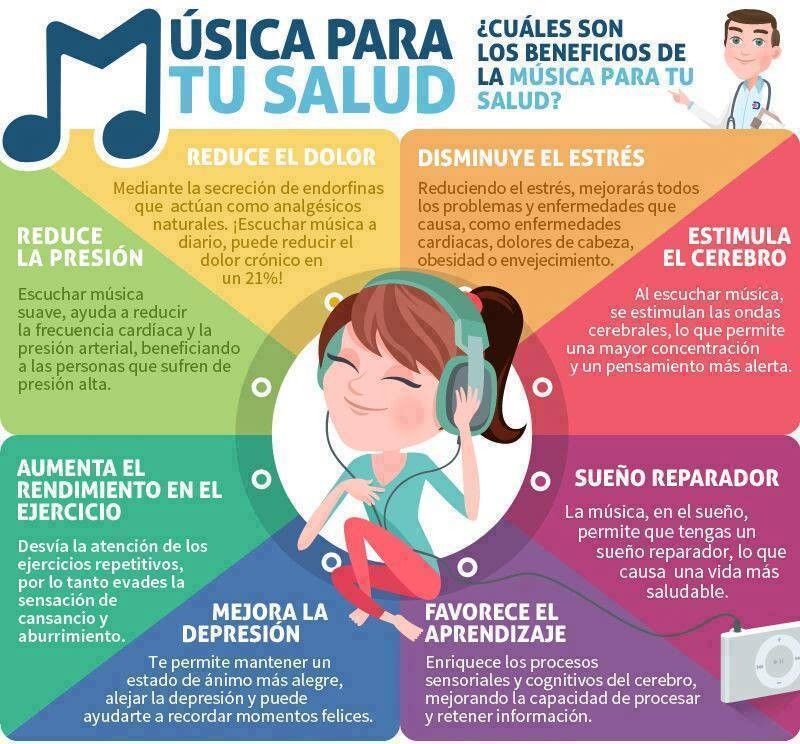 MÚSICA PARA
TU SALUD
¿CUÁLES SON
LOS BENEFICIOS DE
LA MÚSICA PARA TU
SALUD?
REDUCE EL DOLOR
Mediante la secreción de endorfinas
que actúan como analgésicos
naturales. ¡Escuchar música a
diario, puede reducir el
dolor crónico en
un 21%!
DISMINUYE EL ESTRÉS
Reduciendo el estrés, mejorarás todos
los problemas y enfermedades que
causa, como enfermedades
cardiacas, dolores de cabeza,
obesidad o envejecimiento.
REDUCE
LA PRESIÓN
Escuchar música
suave, ayuda a reducir
la frecuencia cardíaca y la
presión arterial, beneficiando
a las personas que sufren de
presión alta.
ESTIMULA
EL CEREBRO
Al escuchar música,
se estimulan las ondas
cerebrales, lo que permite
una mayor concentración
y un pensamiento más alerta.
AUMENTA EL
RENDIMIENTO EN EL
EJERCICIO
Desvía la atención de los
ejercicios repetitivos,
por lo tanto evades la
sensación de
cansancio y
aburrimiento.
SUEÑO REPARADOR
La música, en el sueño,
permite que tengas un
sueño reparador, lo que
causa una vida más
saludable.
MEJORA LA
DEPRESIÓN
Te permite mantener un
estado de ánimo más alegre,
alejar la depresión y puede
ayudarte a recordar momentos felices.
FAVORECE EL
APRENDIZAJE
Enriquece los procesos
sensoriales y cognitivos del cerebro,
mejorando la capacidad de procesar
y retener información.